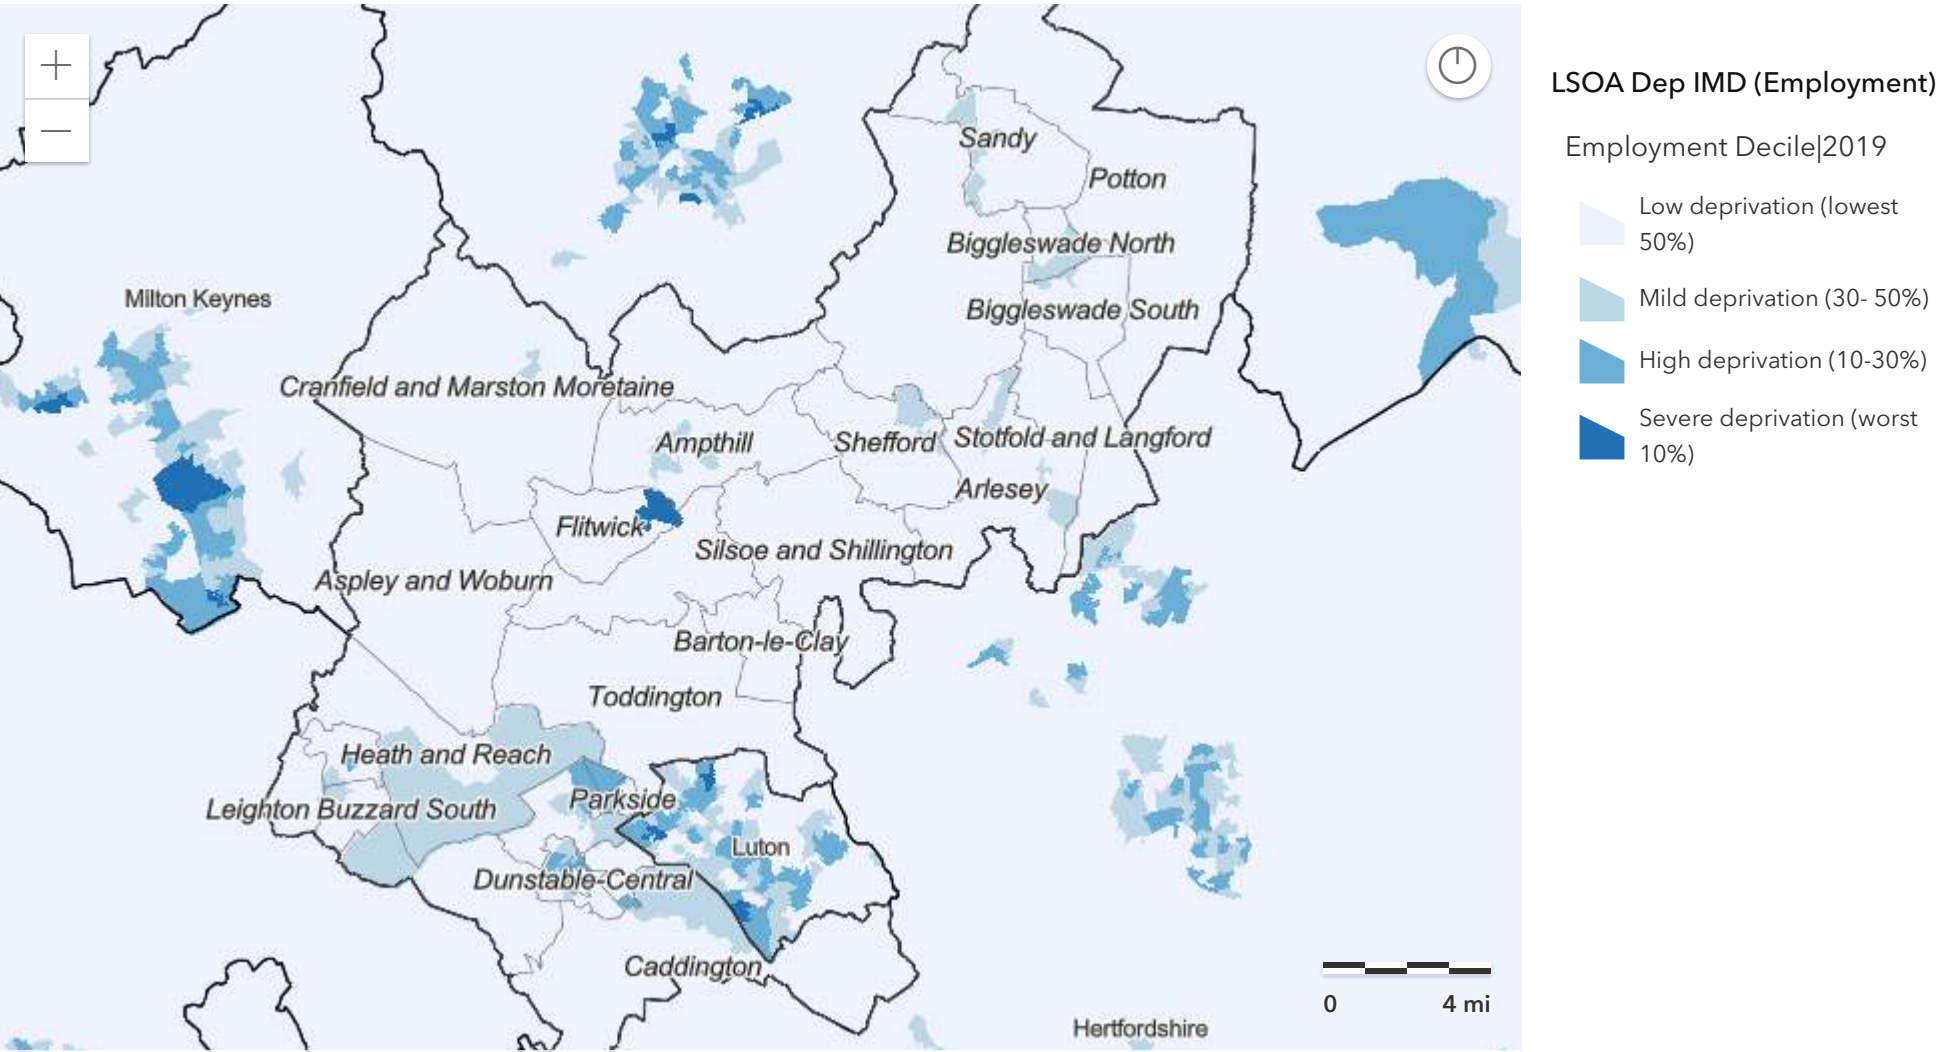 +
−
LSOA Dep IMD (Employment)
Employment Decile|2019
Low deprivation (lowest
50%)
Mild deprivation (30- 50%)
High deprivation (10-30%)
Severe deprivation (worst
10%)
Sandy
Potton
Biggleswade North
Biggleswade South
Milton Keynes
Cranfield and Marston Moretaine
Ampthill
Shefford
Stotfold and Langford
Arlesey
Flitwick
Silsoe and Shillington
Aspley and Woburn
Barton-le-Clay
Toddington
Heath and Reach
Parkside
Leighton Buzzard South
Luton
Dunstable-Central
Caddington
0 4 mi
Hertfordshire